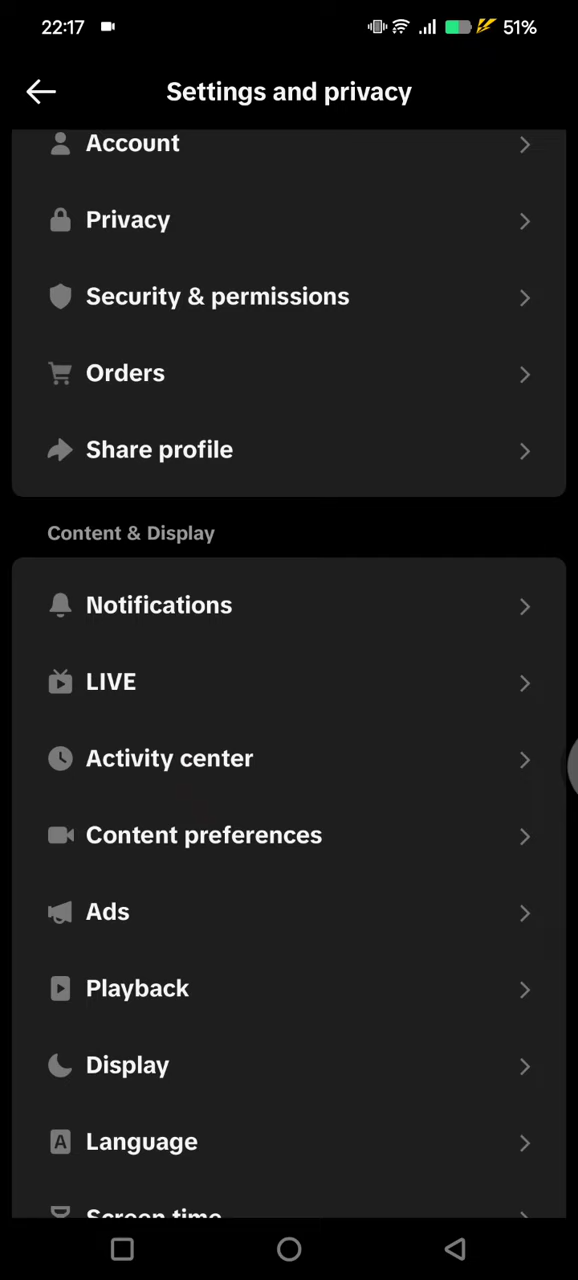 22:17
51%
Settings and privacy
Account
Privacy
Security & permissions
Orders
Share profile
Content & Display
Notifications
LIVE
Activity center
Content preferences
Ads
Playback
Display
A Language
Screen time